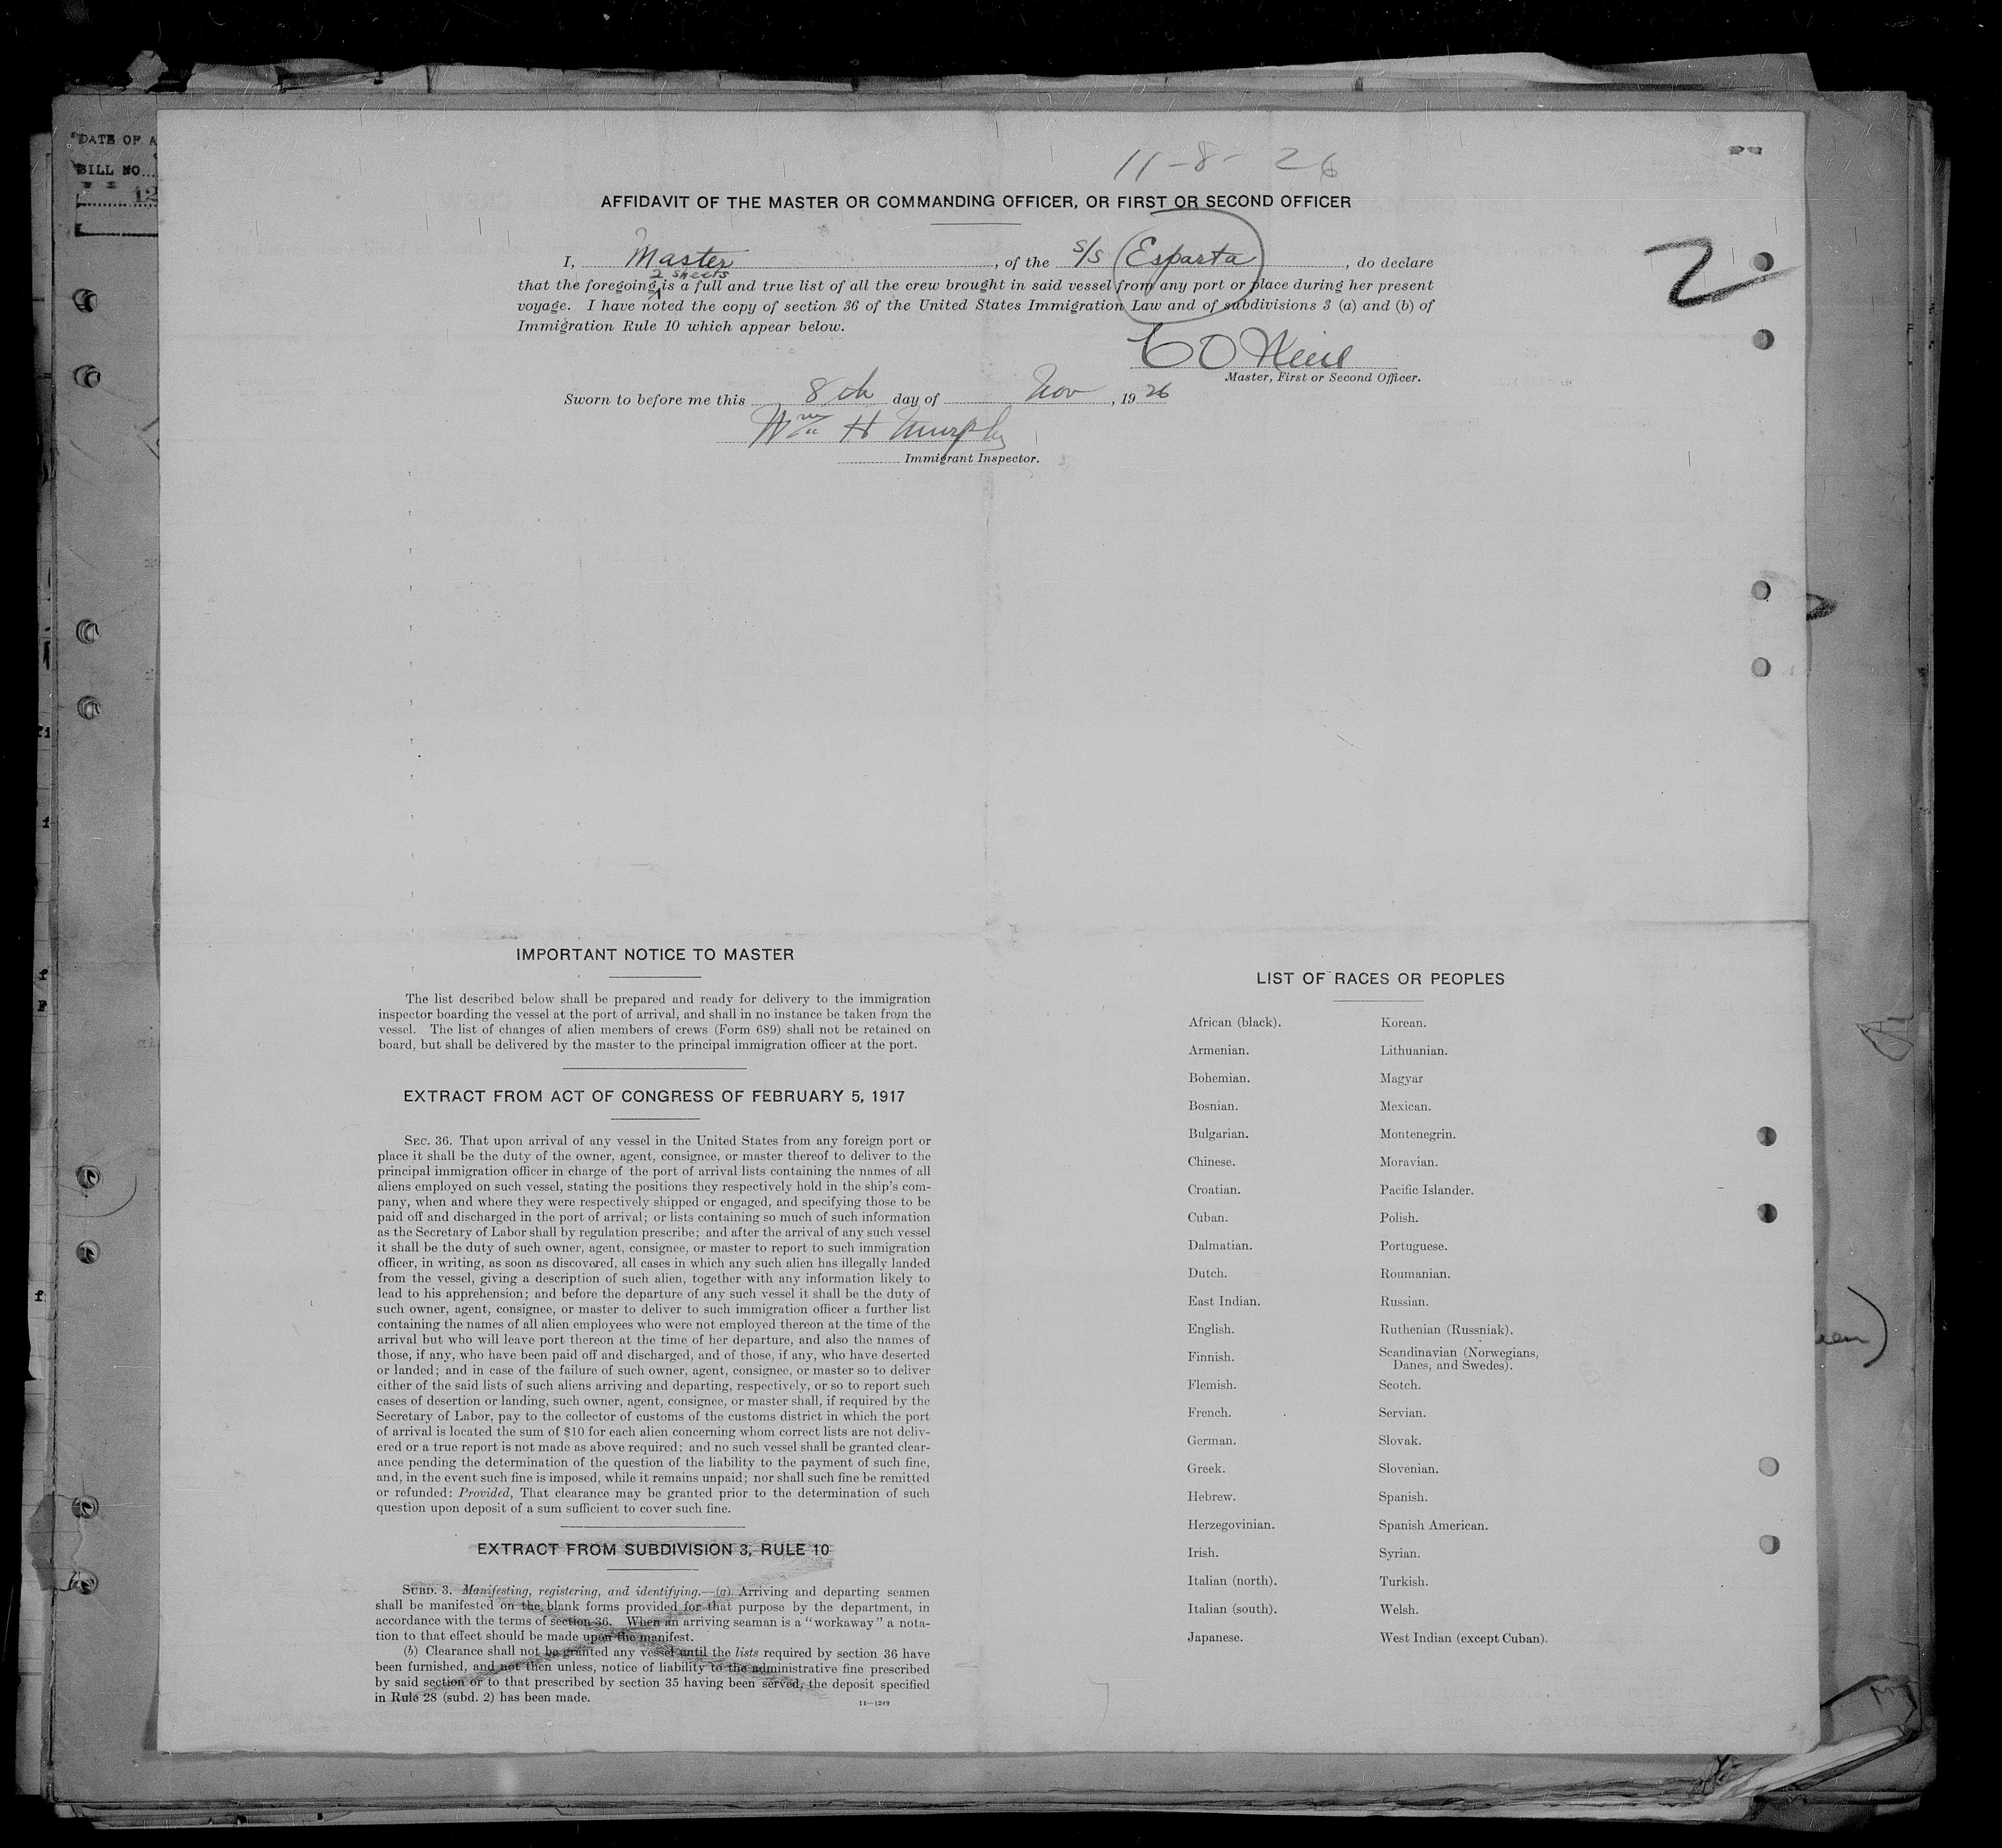 DATE OF A
BILL NO...
12
11-8-26
AFFIDAVIT OF THE MASTER OR COMMANDING OFFICER, OR FIRST OR SECOND OFFICER
2
I, Master, of the S/S Esparta, do declare
2 sheets
that the foregoing is a full and true list of all the crew brought in said vessel from any port or place during her present
voyage. I have noted the copy of section 36 of the United States Immigration Law and of subdivisions 3 (a) and (b) of
Immigration Rule 10 which appear below.
Master, First or Second Officer.
Sworn to before me this 8th day of Nov, 1926
Wm H Murphy
Immigrant Inspector.
IMPORTANT NOTICE TO MASTER
The list described below shall be prepared and ready for delivery to the immigration
inspector boarding the vessel at the port of arrival, and shall in no instance be taken from the
vessel. The list of changes of alien members of crews (Form 689) shall not be retained on
board, but shall be delivered by the master to the principal immigration officer at the port.
EXTRACT FROM ACT OF CONGRESS OF FEBRUARY 5, 1917
SEC. 36. That upon arrival of any vessel in the United States from any foreign port or
place it shall be the duty of the owner, agent, consignee, or master thereof to deliver to the
principal immigration officer in charge of the port of arrival lists containing the names of all
aliens employed on such vessel, stating the positions they respectively hold in the ship's com-
pany, when and where they were respectively shipped or engaged, and specifying those to be
paid off and discharged in the port of arrival; or lists containing so much of such information
as the Secretary of Labor shall by regulation prescribe; and after the arrival of any such vessel
it shall be the duty of such owner, agent, consignee, or master to report to such immigration
officer, in writing, as soon as discovered, all cases in which any such alien has illegally landed
from the vessel, giving a description of such alien, together with any information likely to
lead to his apprehension; and before the departure of any such vessel it shall be the duty of
such owner, agent, consignee, or master to deliver to such immigration officer a further list
containing the names of all alien employees who were not employed thereon at the time of the
arrival but who will leave port thereon at the time of her departure, and also the names of
those, if any, who have been paid off and discharged, and of those, if any, who have deserted
or landed; and in case of the failure of such owner, agent, consignee, or master so to deliver
either of the said lists of such aliens arriving and departing, respectively, or so to report such
cases of desertion or landing, such owner, agent, consignee, or master shall, if required by the
Secretary of Labor, pay to the collector of customs of the customs district in which the port
of arrival is located the sum of $10 for each alien concerning whom correct lists are not deliv-
ered or a true report is not made as above required; and no such vessel shall be granted clear-
ance pending the determination of the question of the liability to the payment of such fine,
and, in the event such fine is imposed, while it remains unpaid; nor shall such fine be remitted
or refunded: Provided, That clearance may be granted prior to the determination of such
question upon deposit of a sum sufficient to cover such fine.
EXTRACT FROM SUBDIVISION 3, RULE 10
SUBD. 3. Manifesting, registering, and identifying.—(a) Arriving and departing seamen
shall be manifested on the blank forms provided for that purpose by the department, in
accordance with the terms of section 36. When an arriving seaman is a "workaway" a nota-
tion to that effect should be made upon the manifest.
(b) Clearance shall not be granted any vessel until the lists required by section 36 have
been furnished, and not then unless, notice of liability to the administrative fine prescribed
by said section or to that prescribed by section 35 having been served, the deposit specified
in Rule 28 (subd. 2) has been made.
14—1249
LIST OF RACES OR PEOPLES
African (black).
Armenian.
Bohemian.
Bosnian.
Bulgarian.
Chinese.
Croatian.
Cuban.
Dalmatian.
Dutch.
East Indian.
English.
Finnish.
Flemish.
French.
German.
Greek.
Hebrew.
Herzegovinian.
Irish.
Italian (north).
Italian (south).
Japanese.
Korean.
Lithuanian.
Magyar.
Mexican.
Montenegrin.
Moravian.
Pacific Islander.
Polish.
Portuguese.
Roumanian.
Russian.
Ruthenian (Russniak).
Scandinavian (Norwegians,
Danes, and Swedes).
Scotch.
Servian.
Slovak.
Slovenian.
Spanish.
Spanish American.
Syrian.
Turkish.
Welsh.
West Indian (except Cuban).